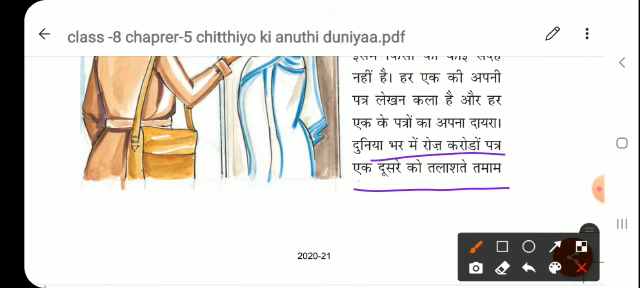 class -8 chaprer-5 chitthiyo ki anuthi duniyaa.pdf
नहीं है। हर एक की अपनी
पत्र लेखन कला है और हर
एक के पत्रों का अपना दायरा।
दुनिया भर में रोज़ करोडों पत्र
एक दूसरे को तलाशते तमाम
2020-21